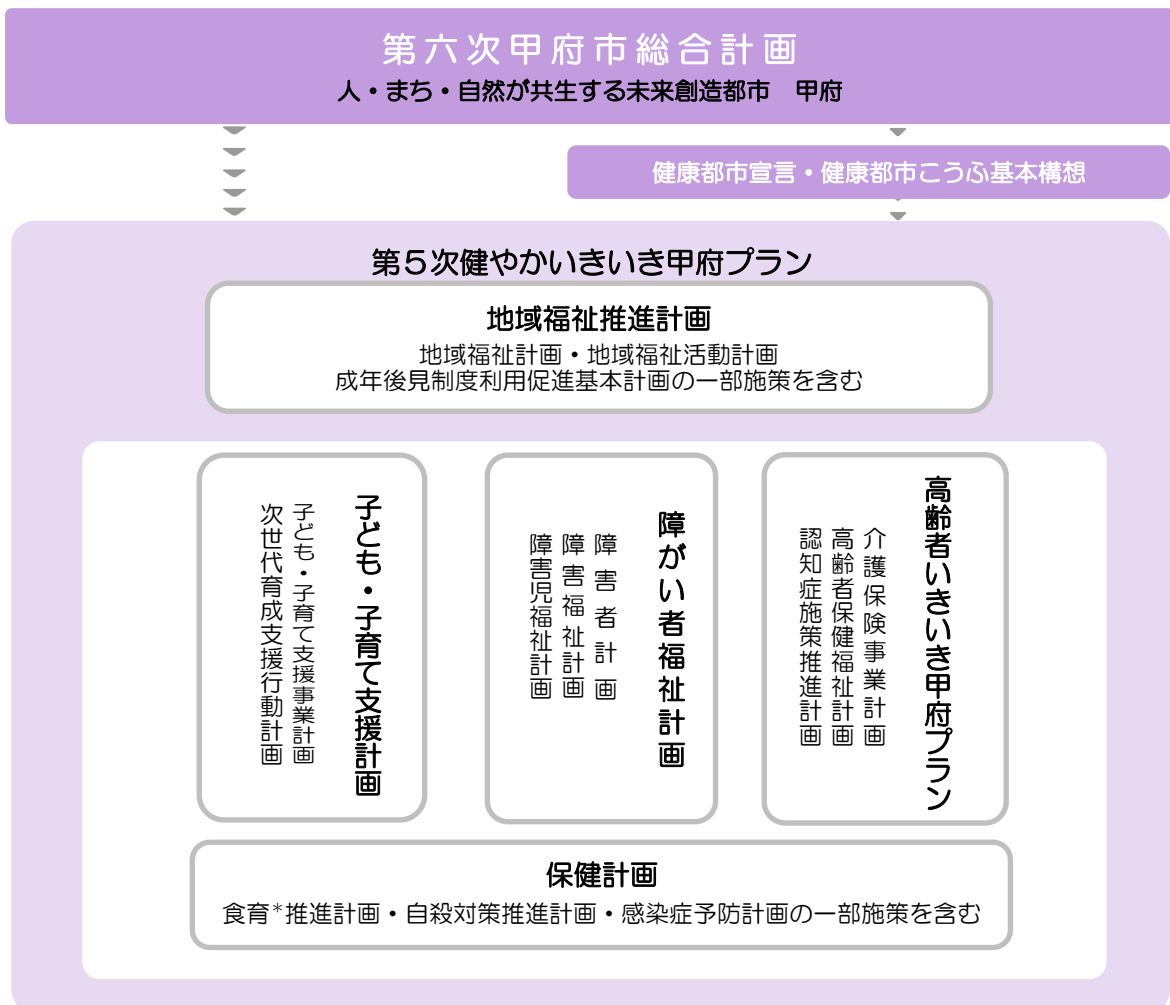 第六次甲府市総合計画
人・まち・自然が共生する未来創造都市　甲府
健康都市宣言・健康都市こうふ基本構想
第５次健やかいきいき甲府プラン
地域福祉推進計画
地域福祉計画・地域福祉活動計画
成年後見制度利用促進基本計画の一部施策を含む
子ども・子育て支援計画
子ども・子育て支援事業計画
次世代育成支援行動計画
障がい者福祉計画
障害者計画
障害福祉計画
障害児福祉計画
高齢者いきいき甲府プラン
介護保険事業計画
高齢者保健福祉計画
認知症施策推進計画
保健計画
食育*推進計画・自殺対策推進計画・感染症予防計画の一部施策を含む